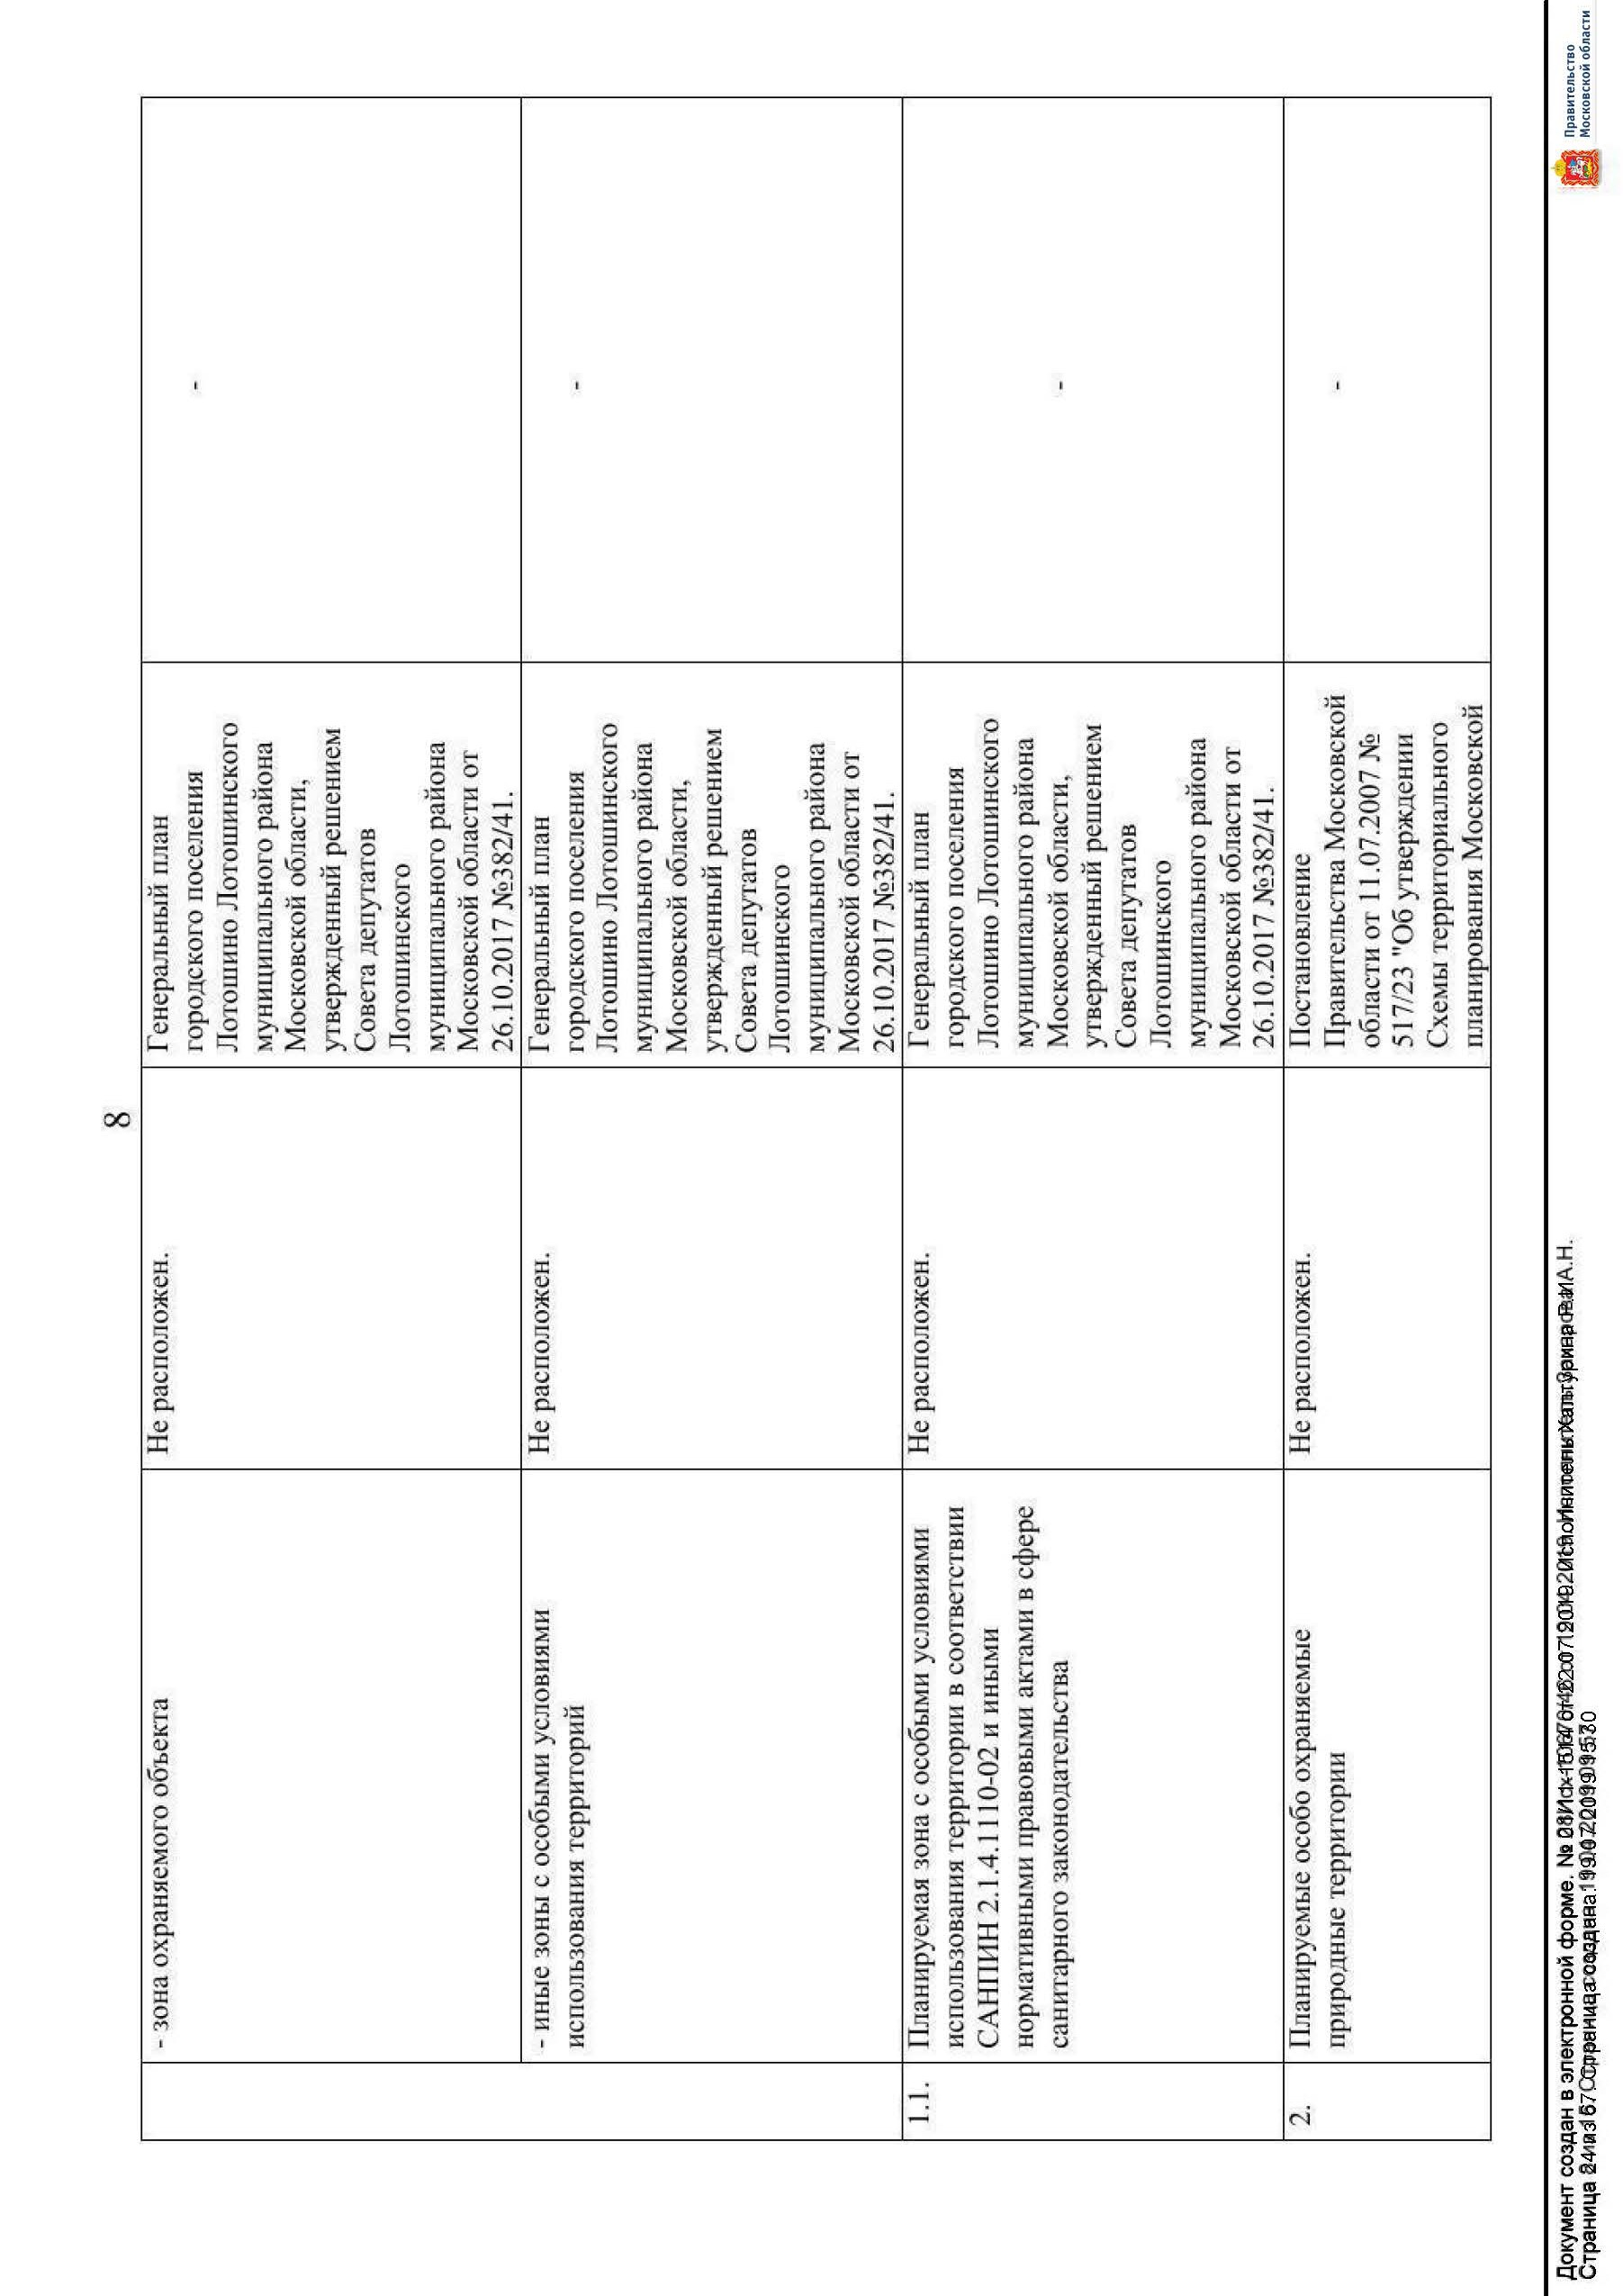 8
- зона охраняемого объекта
Не расположен.
Генеральный план
городского поселения
Лотошино Лотошинского
муниципального района
Московской области,
утвержденный решением
Совета депутатов
Лотошинского
муниципального района
Московской области от
26.10.2017 №382/41.
-
- иные зоны с особыми условиями
использования территорий
Не расположен.
Генеральный план
городского поселения
Лотошино Лотошинского
муниципального района
Московской области,
утвержденный решением
Совета депутатов
Лотошинского
муниципального района
Московской области от
26.10.2017 №382/41.
-
1.1.
Планируемая зона с особыми условиями
использования территории в соответствии
САНПИН 2.1.4.1110-02 и иными
нормативными правовыми актами в сфере
санитарного законодательства
Не расположен.
Генеральный план
городского поселения
Лотошино Лотошинского
муниципального района
Московской области,
утвержденный решением
Совета депутатов
Лотошинского
муниципального района
Московской области от
26.10.2017 №382/41.
-
2.
Планируемые особо охраняемые
природные территории
Не расположен.
Постановление
Правительства Московской
области от 11.07.2007 №
517/23 "Об утверждении
Схемы территориального
планирования Московской
-
Документ создан в электронной форме. №
Страница
Правительство
Московской области